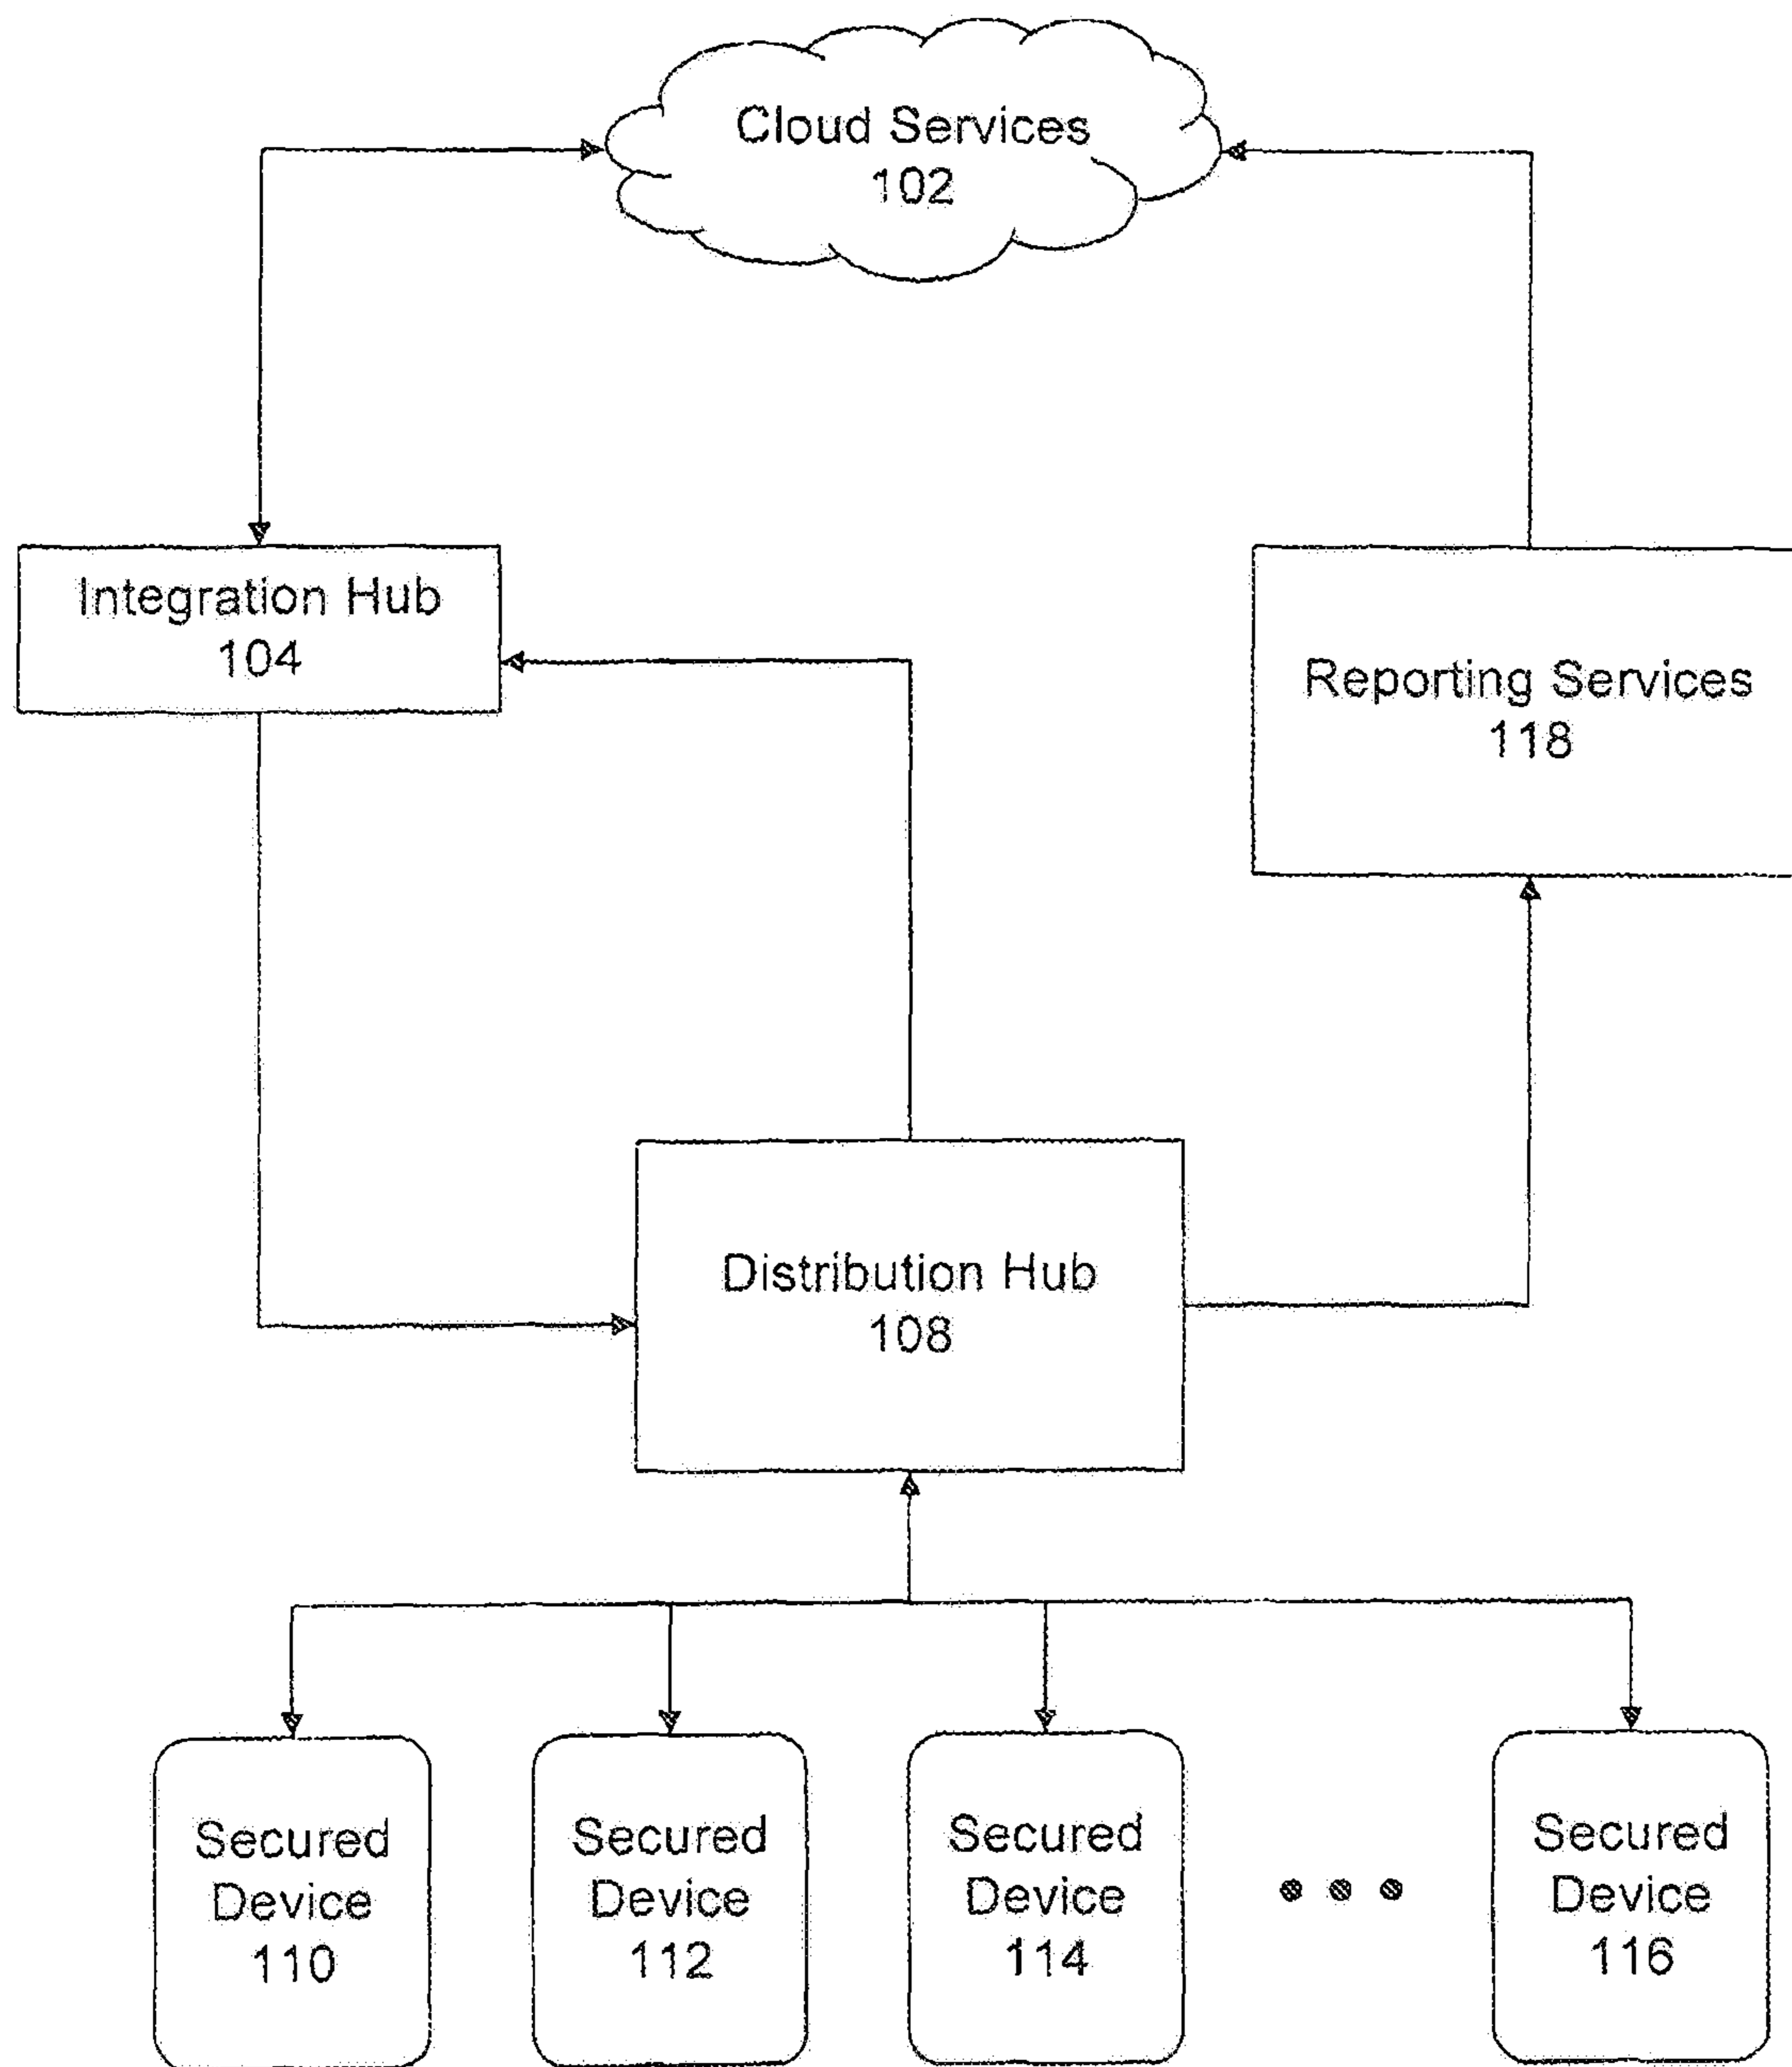 Cloud Services
102
Integration Hub
104
Reporting Services
118
Distribution Hub
108
Secured
Device
110
Secured
Device
112
Secured
Device
114
Secured
Device
116